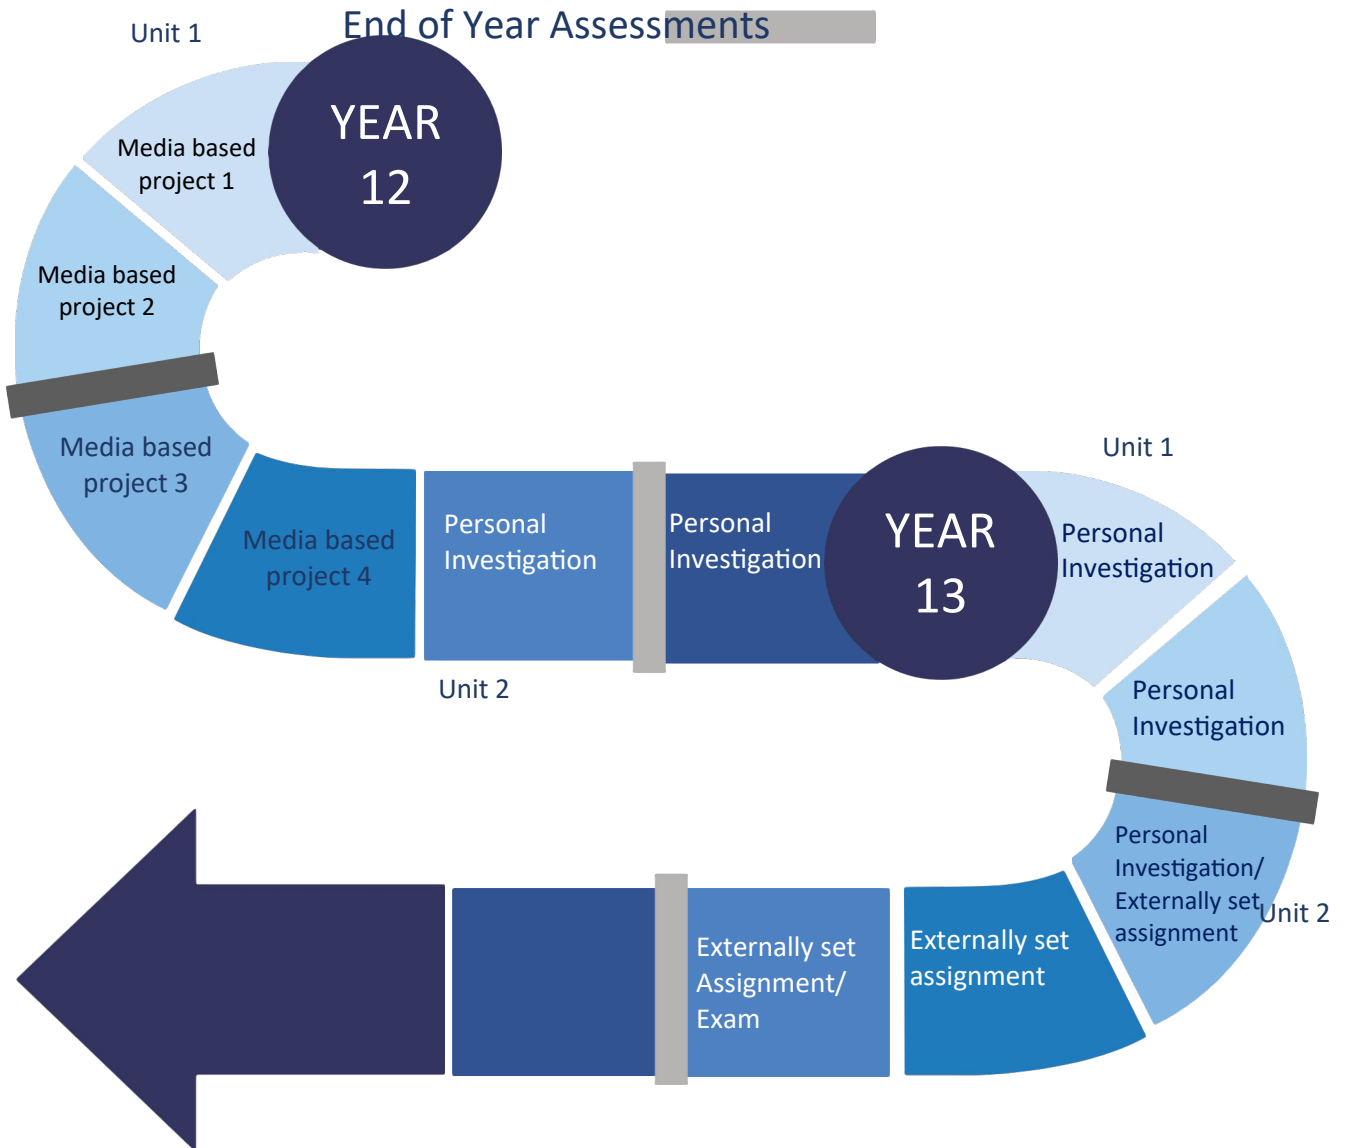 End of Year Assessments
Unit 1
YEAR
12
Media based
project 1
Media based
project 2
Media based
project 3
Media based
project 4
Personal
Investigation
Unit 2
Personal
Investigation
YEAR
13
Unit 1
Personal
Investigation
Personal
Investigation
Personal
Investigation/
Externally set
assignment
Unit 2
Externally set
assignment
Externally set
Assignment/
Exam